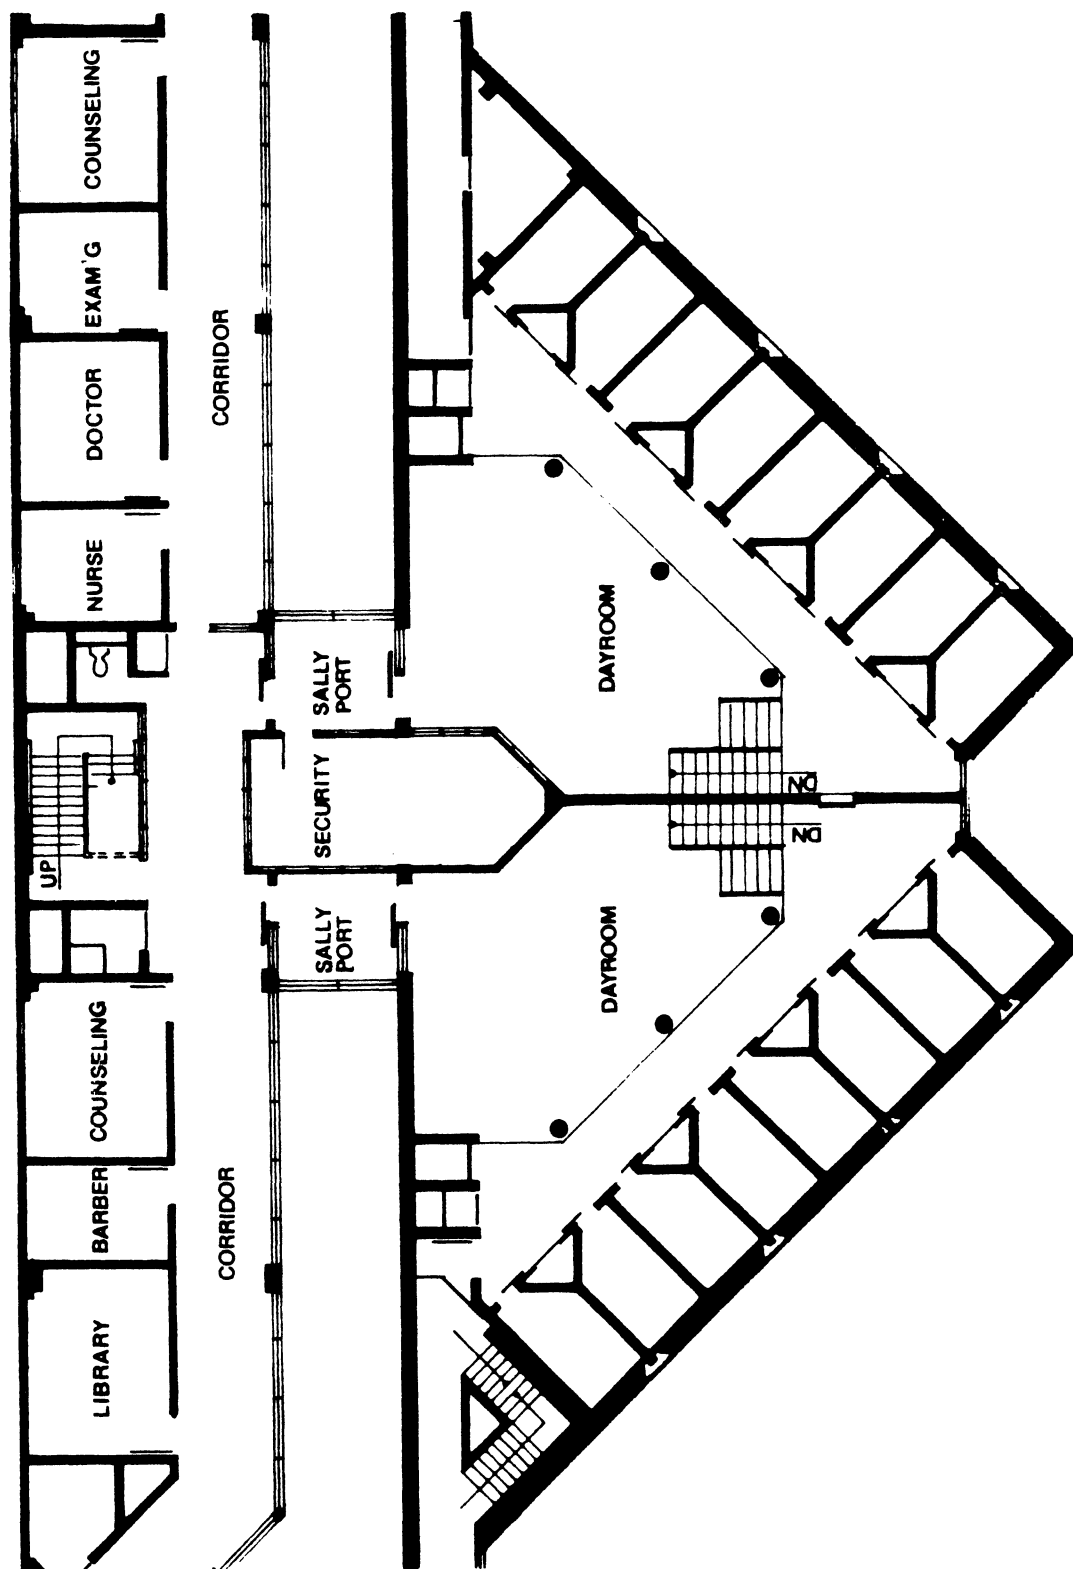 LIBRARY
BARBER
COUNSELING
UP
NURSE
DOCTOR
EXAM'G
COUNSELING
CORRIDOR
CORRIDOR
SALLY
PORT
SECURITY
SALLY
PORT
DAYROOM
DAYROOM
DN
DN